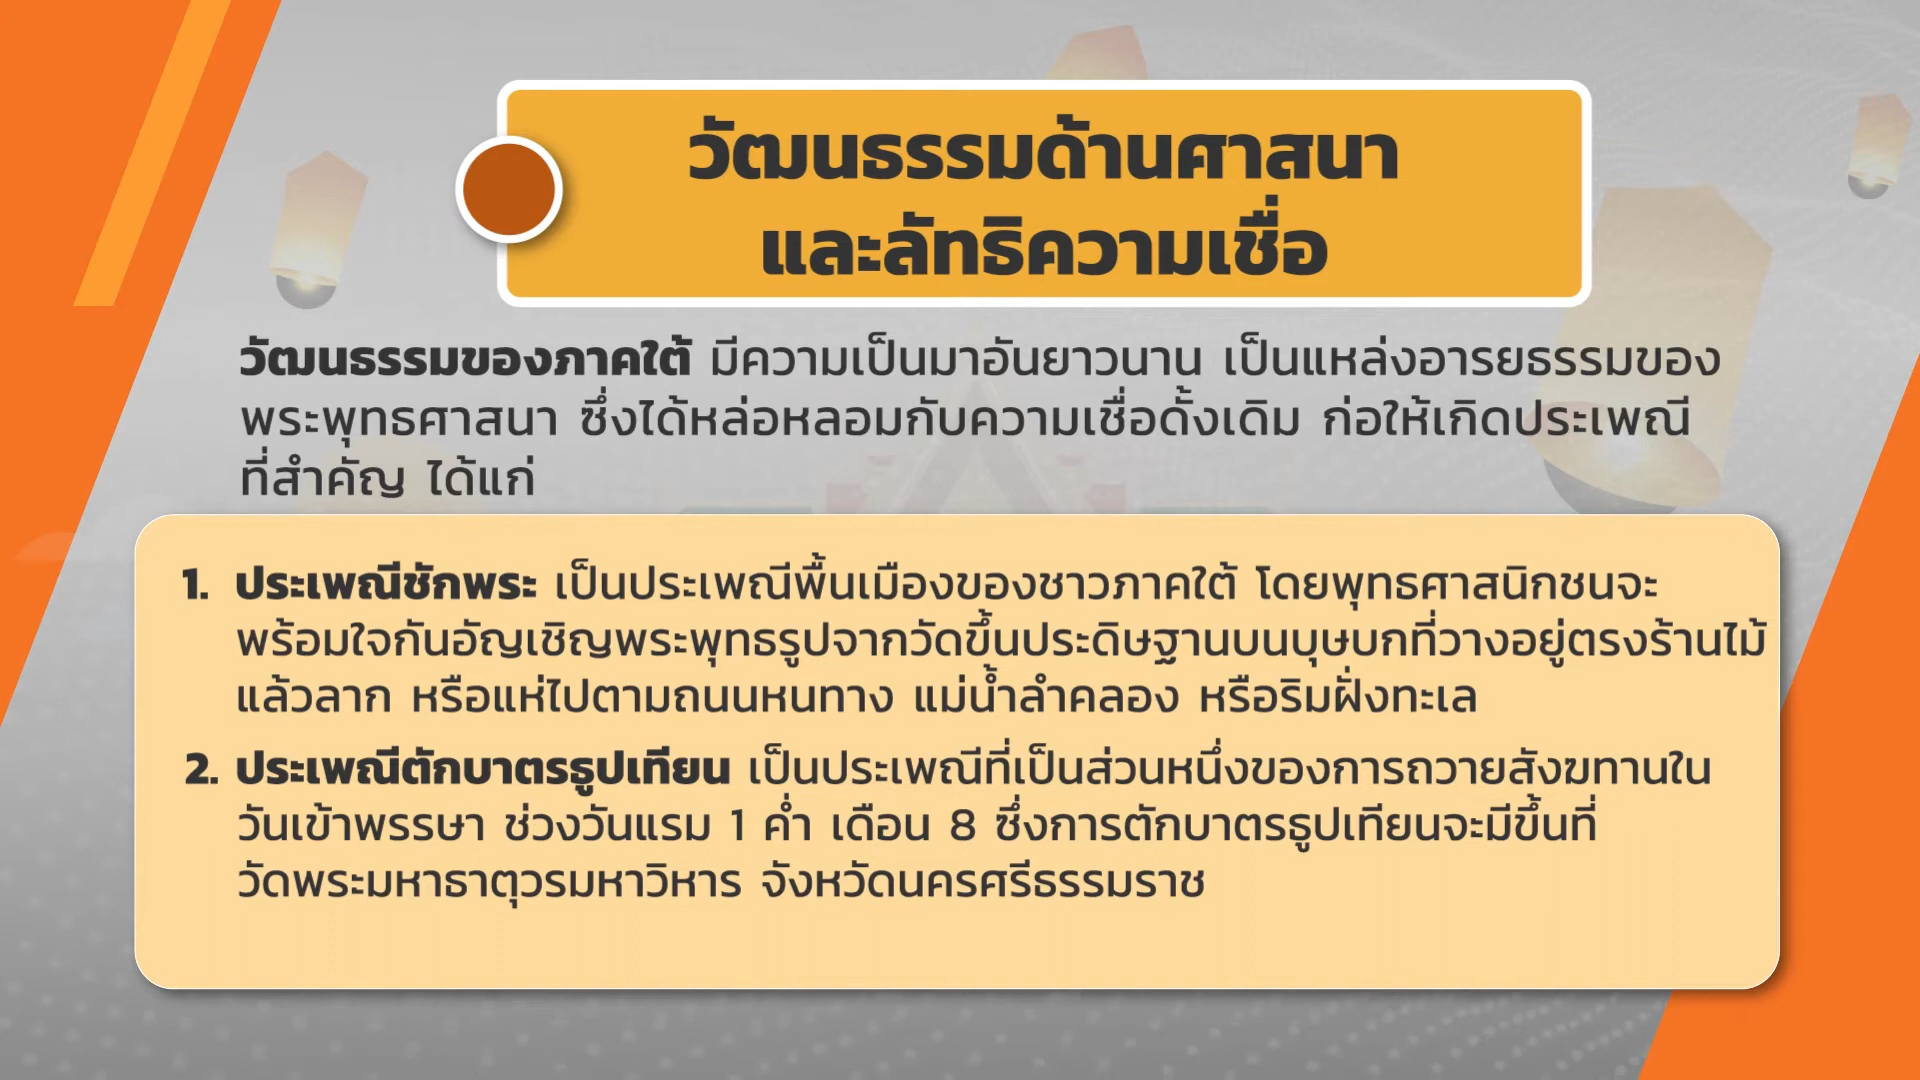 วัฒนธรรมด้านศาสนา
และลัทธิความเชื่อ
วัฒนธรรมของภาคใต้ มีความเป็นมาอันยาวนาน เป็นแหล่งอารยธรรมของ
พระพุทธศาสนา ซึ่งได้หล่อหลอมกับความเชื่อดั้งเดิม ก่อให้เกิดประเพณี
ที่สำคัญ ได้แก่
1. ประเพณีชักพระ เป็นประเพณีพื้นเมืองของชาวภาคใต้ โดยพุทธศาสนิกชนจะ
พร้อมใจกันอัญเชิญพระพุทธรูปจากวัดขึ้นประดิษฐานบนบุษบกที่วางอยู่ตรงร้านไม้
แล้วลาก หรือแห่ไปตามถนนหนทาง แม่น้ำลำคลอง หรือริมฝั่งทะเล
2. ประเพณีตักบาตรธูปเทียน เป็นประเพณีที่เป็นส่วนหนึ่งของการถวายสังฆทานใน
วันเข้าพรรษา ช่วงวันแรม 1 ค่ำ เดือน 8 ซึ่งการตักบาตรธูปเทียนจะมีขึ้นที่
วัดพระมหาธาตุวรมหาวิหาร จังหวัดนครศรีธรรมราช